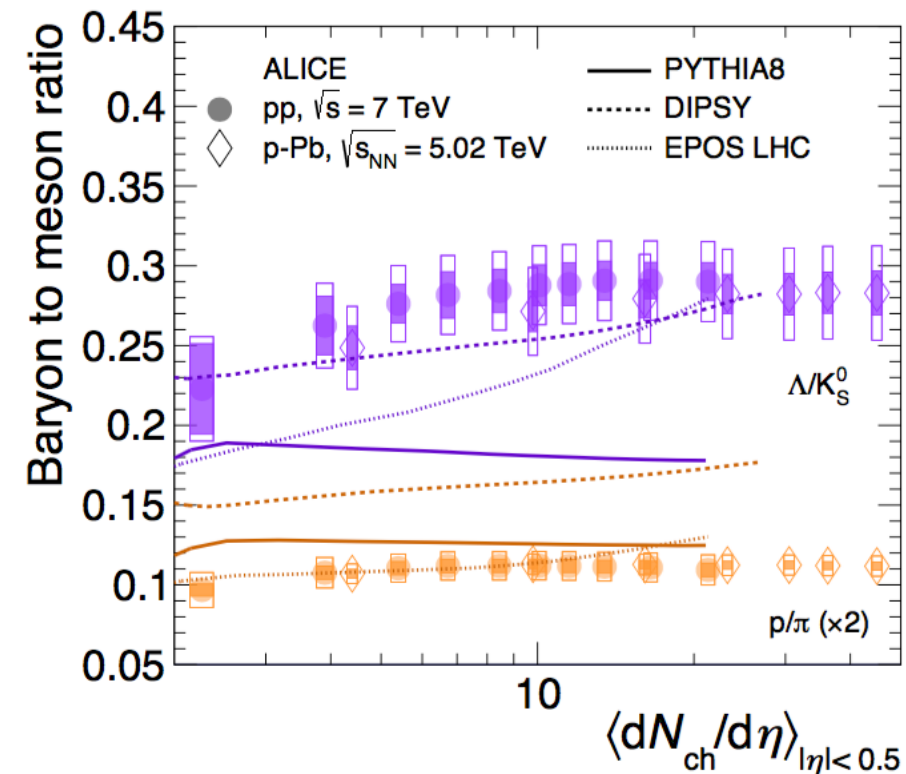 Baryon to meson ratio
0.45
0.4
0.35
0.3
0.25
0.2
0.15
0.1
0.05
ALICE
pp, √s = 7 TeV
p-Pb, √s_NN = 5.02 TeV
PYTHIA8
DIPSY
EPOS LHC
Λ/K⁰_S
p/π (×2)
10
⟨dN_ch/dη⟩_|η|< 0.5